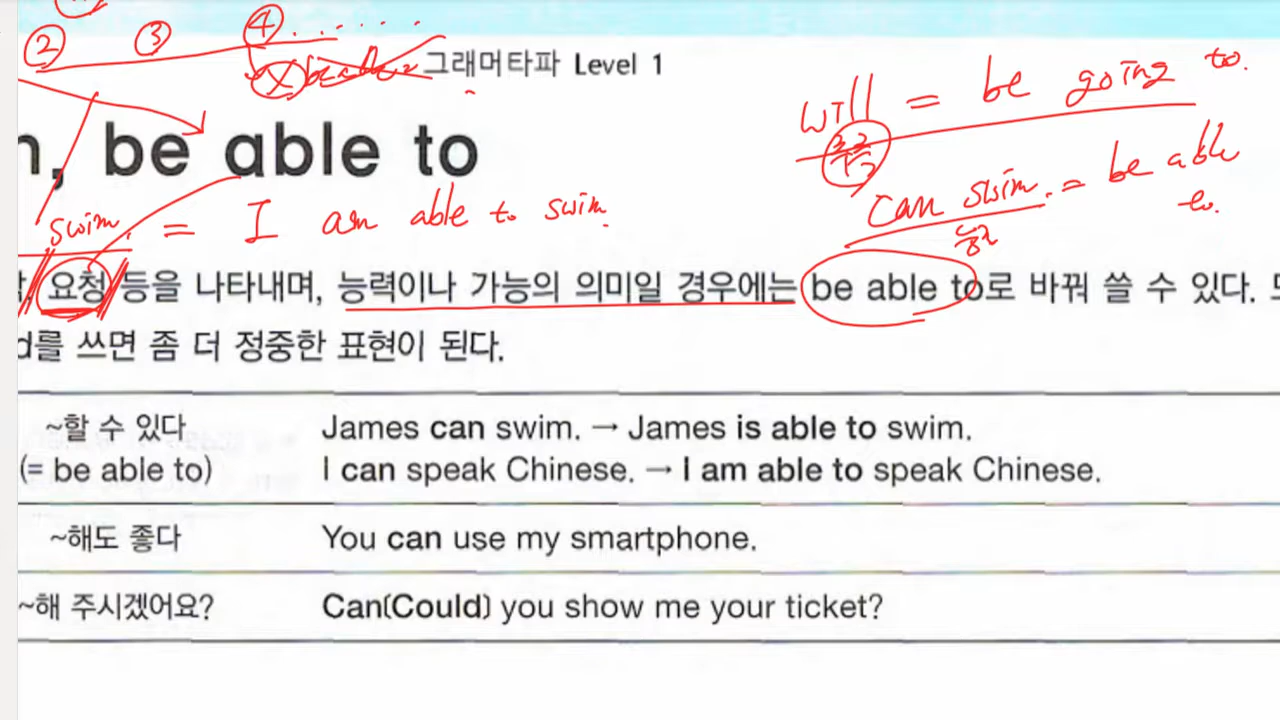 ② ③ ④ . . . . . .
그래머타파 Level 1
will = be going to.
, be able to
can swim. = be able to.
swim. = I am able to swim.
요청 등을 나타내며, 능력이나 가능의 의미일 경우에는 be able to로 바꿔 쓸 수 있다.
를 쓰면 좀 더 정중한 표현이 된다.
~할 수 있다 James can swim. → James is able to swim.
(= be able to) I can speak Chinese. → I am able to speak Chinese.
~해도 좋다 You can use my smartphone.
~해 주시겠어요? Can(Could) you show me your ticket?